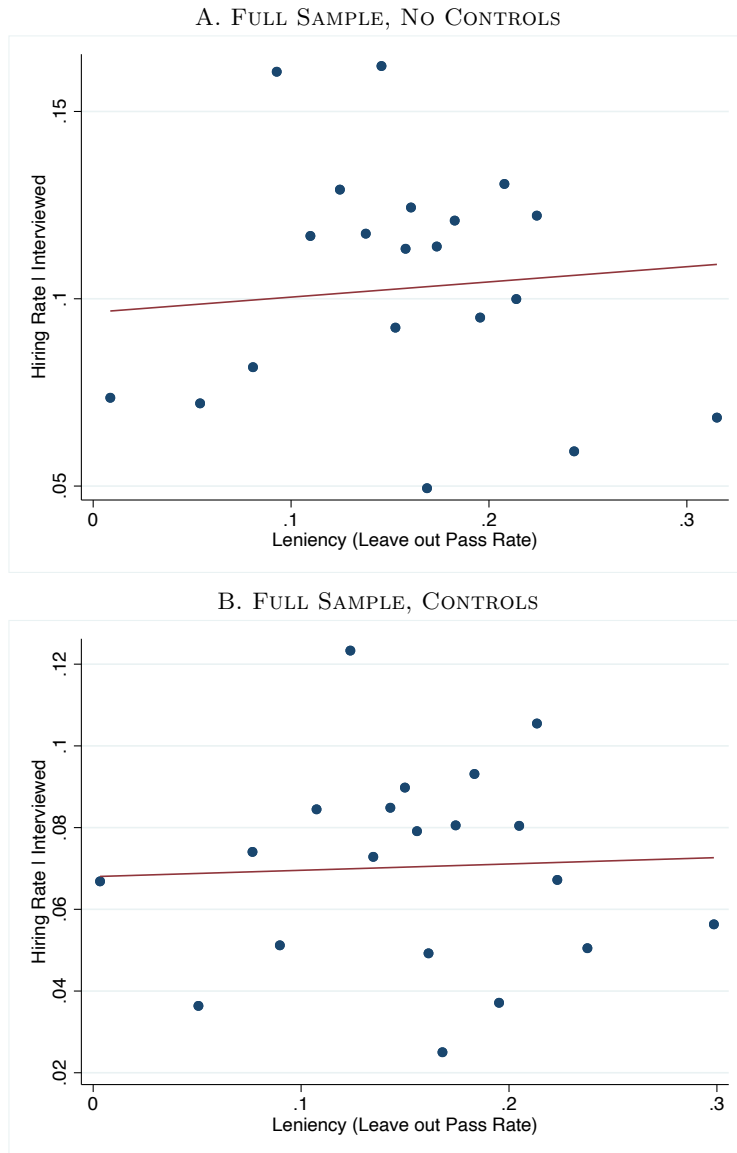 A. FULL SAMPLE, NO CONTROLS
.15
.1
.05
Hiring Rate | Interviewed
0 .1 .2 .3
Leniency (Leave out Pass Rate)
B. FULL SAMPLE, CONTROLS
.12
.1
.08
.06
.04
.02
Hiring Rate | Interviewed
0 .1 .2 .3
Leniency (Leave out Pass Rate)